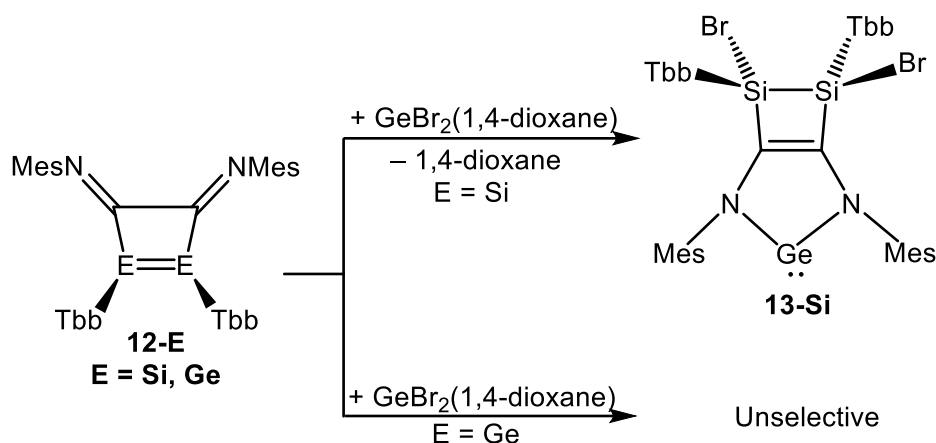 MesN
NMes
E
E
Tbb
Tbb
12-E
E = Si, Ge
+ GeBr₂(1,4-dioxane)
– 1,4-dioxane
E = Si
Br
Tbb
Tbb
Br
Si
Si
N
N
Mes
Ge
Mes
..
13-Si
+ GeBr₂(1,4-dioxane)
E = Ge
Unselective